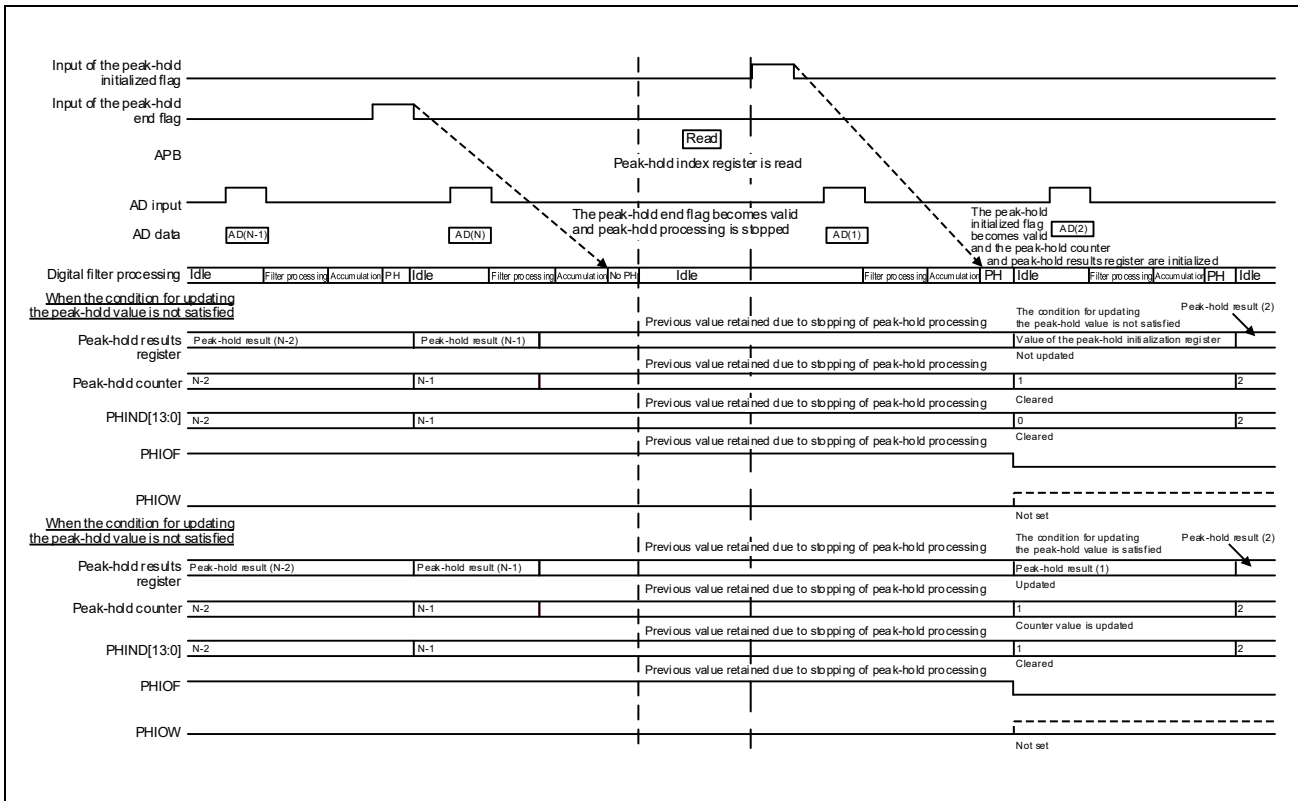 Input of the peak-hold
initialized flag
Input of the peak-hold
end flag
Read
APB
Peak-hold index register is read
AD input
The peak-hold end flag becomes valid
and peak-hold processing is stopped
The peak-hold
initialized flag
becomes valid
and the peak-hold counter
and peak-hold results register are initialized
AD data
AD(N-1)
AD(N)
AD(1)
AD(2)
Digital filter processing
Idle
Filter processing
Accumulation
PH
Idle
Filter processing
Accumulation
No PH
Idle
Filter processing
Accumulation
PH
Idle
Filter processing
Accumulation
PH
Idle
When the condition for updating
the peak-hold value is not satisfied
Previous value retained due to stopping of peak-hold processing
The condition for updating
the peak-hold value is not satisfied
Peak-hold result (2)
Peak-hold results
register
Peak-hold result (N-2)
Peak-hold result (N-1)
Value of the peak-hold initialization register
Previous value retained due to stopping of peak-hold processing
Not updated
Peak-hold counter
N-2
N-1
1
2
Previous value retained due to stopping of peak-hold processing
Cleared
PHIND[13:0]
N-2
N-1
0
2
Previous value retained due to stopping of peak-hold processing
Cleared
PHIOF
PHIOW
Not set
When the condition for updating
the peak-hold value is not satisfied
Previous value retained due to stopping of peak-hold processing
The condition for updating
the peak-hold value is satisfied
Peak-hold result (2)
Peak-hold results
register
Peak-hold result (N-2)
Peak-hold result (N-1)
Peak-hold result (1)
Previous value retained due to stopping of peak-hold processing
Updated
Peak-hold counter
N-2
N-1
1
2
Previous value retained due to stopping of peak-hold processing
Counter value is updated
PHIND[13:0]
N-2
N-1
1
2
Previous value retained due to stopping of peak-hold processing
Cleared
PHIOF
PHIOW
Not set